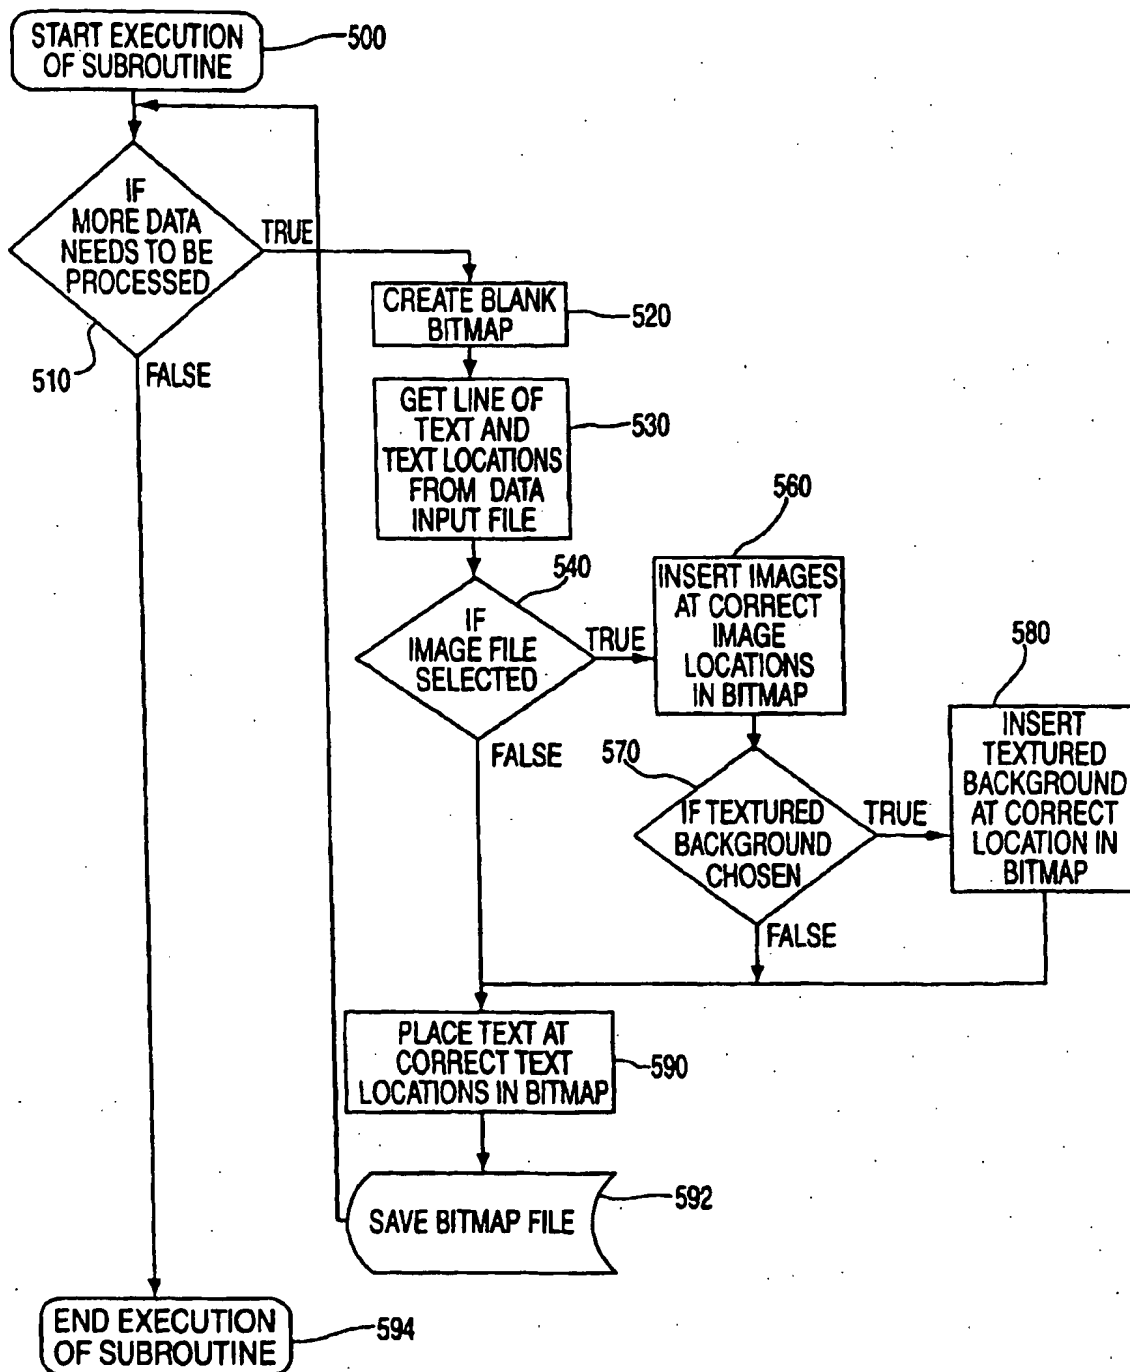 START EXECUTION
OF SUBROUTINE
500
IF
MORE DATA
NEEDS TO BE
PROCESSED
TRUE
510
FALSE
CREATE BLANK
BITMAP
520
GET LINE OF
TEXT AND
TEXT LOCATIONS
FROM DATA
INPUT FILE
530
540
IF
IMAGE FILE
SELECTED
TRUE
FALSE
560
INSERT IMAGES
AT CORRECT
IMAGE
LOCATIONS
IN BITMAP
570
IF TEXTURED
BACKGROUND
CHOSEN
TRUE
FALSE
580
INSERT
TEXTURED
BACKGROUND
AT CORRECT
LOCATION IN
BITMAP
PLACE TEXT AT
CORRECT TEXT
LOCATIONS IN BITMAP
590
SAVE BITMAP FILE
592
END EXECUTION
OF SUBROUTINE
594